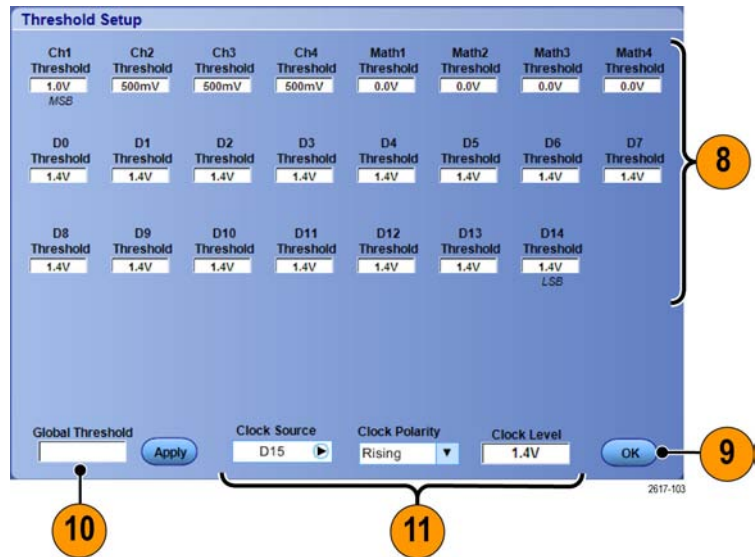 Threshold Setup
Ch1 Threshold 1.0V MSB
Ch2 Threshold 500mV
Ch3 Threshold 500mV
Ch4 Threshold 500mV
Math1 Threshold 0.0V
Math2 Threshold 0.0V
Math3 Threshold 0.0V
Math4 Threshold 0.0V
8
D0 Threshold 1.4V
D1 Threshold 1.4V
D2 Threshold 1.4V
D3 Threshold 1.4V
D4 Threshold 1.4V
D5 Threshold 1.4V
D6 Threshold 1.4V
D7 Threshold 1.4V
D8 Threshold 1.4V
D9 Threshold 1.4V
D10 Threshold 1.4V
D11 Threshold 1.4V
D12 Threshold 1.4V
D13 Threshold 1.4V
D14 Threshold 1.4V LSB
Global Threshold
Apply
Clock Source
D15
Clock Polarity
Rising
Clock Level
1.4V
OK
9
2617-103
10
11